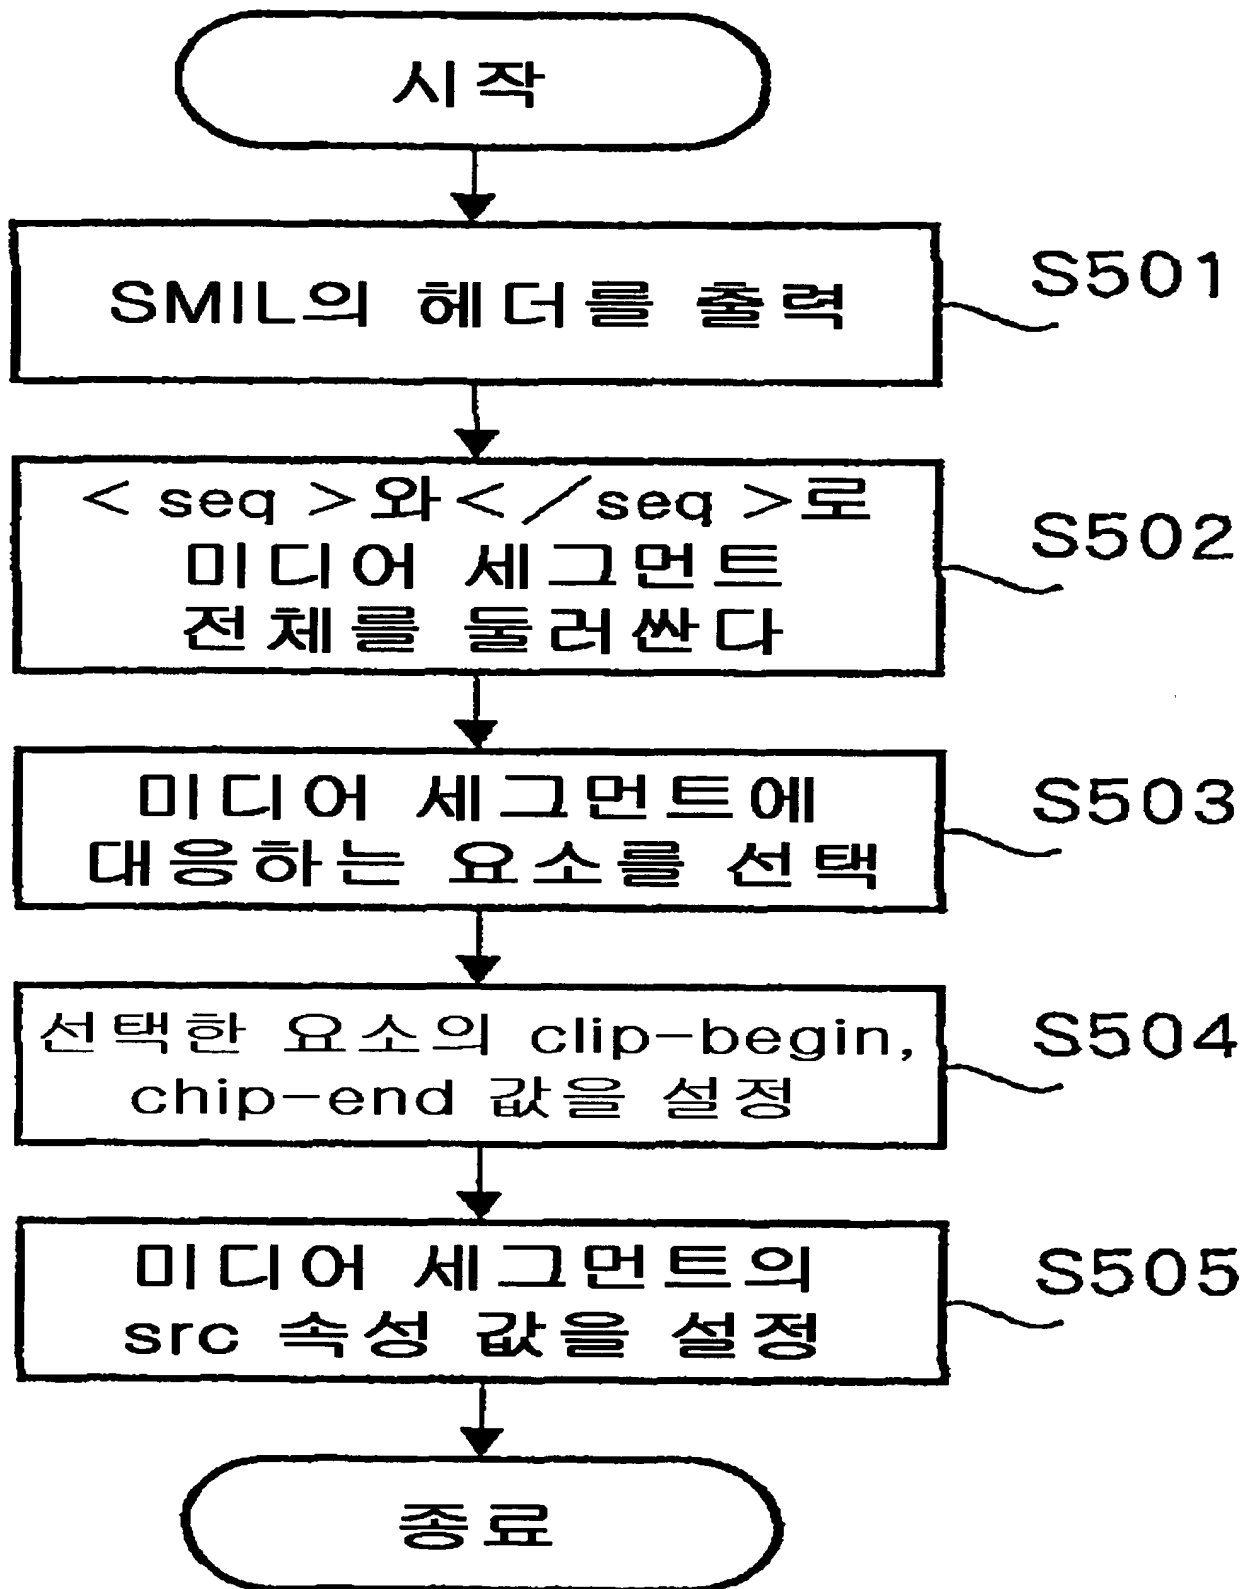 시작
SMIL의 헤더를 출력
S501
< seq >와</seq >로
미디어 세그먼트
전체를 둘러싼다
S502
미디어 세그먼트에
대응하는 요소를 선택
S503
선택한 요소의 clip-begin,
chip-end 값을 설정
S504
미디어 세그먼트의
src 속성 값을 설정
S505
종료